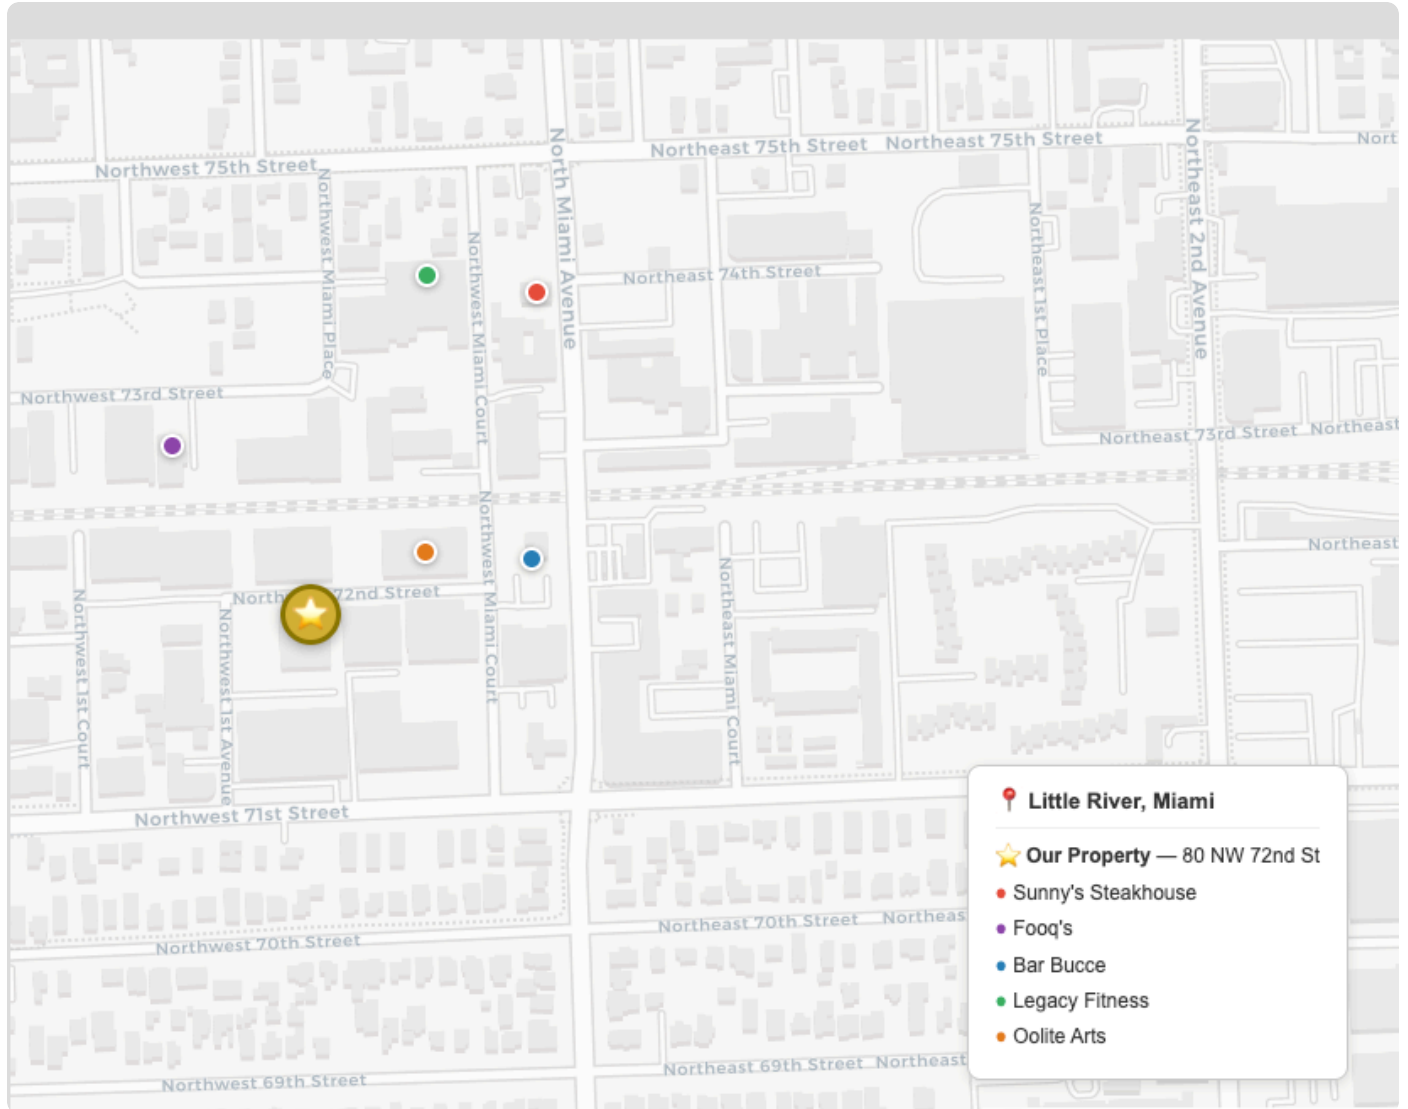 Northwest 75th Street
Northeast 75th Street
Northeast 75th Street
Nort
North Miami Avenue
Northeast 2nd Avenue
Northwest Miami Place
Northwest Miami Court
Northeast 74th Street
Northeast 1st Place
Northwest 73rd Street
Northeast 73rd Street
Northeast
Northwest Miami Court
Northeast
North
72nd Street
Northwest 1st Court
Northwest 1st Avenue
Northeast Miami Court
Northwest 71st Street
Little River, Miami
Our Property — 80 NW 72nd St
Sunny's Steakhouse
Fooq's
Bar Bucce
Legacy Fitness
Oolite Arts
Northeast 70th Street
Northeas
Northwest 70th Street
Northeast 69th Street
Northeast
Northwest 69th Street